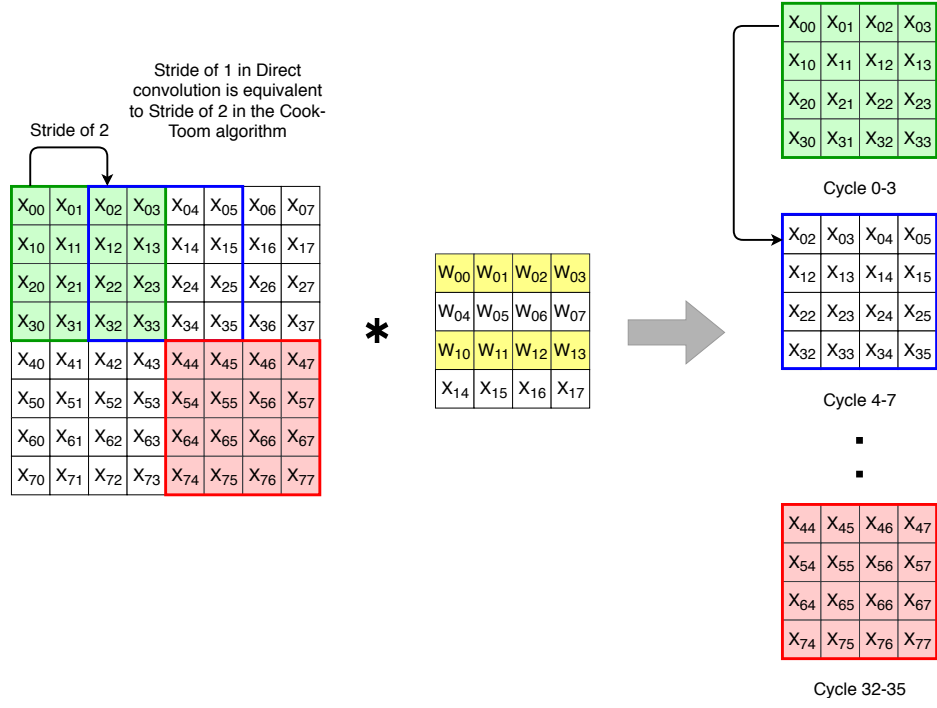 Stride of 1 in Direct
convolution is equivalent
to Stride of 2 in the Cook-
Toom algorithm
Stride of 2
X00 X01 X02 X03 X04 X05 X06 X07
X10 X11 X12 X13 X14 X15 X16 X17
X20 X21 X22 X23 X24 X25 X26 X27
X30 X31 X32 X33 X34 X35 X36 X37
X40 X41 X42 X43 X44 X45 X46 X47
X50 X51 X52 X53 X54 X55 X56 X57
X60 X61 X62 X63 X64 X65 X66 X67
X70 X71 X72 X73 X74 X75 X76 X77
*
W00 W01 W02 W03
W04 W05 W06 W07
W10 W11 W12 W13
X14 X15 X16 X17
X00 X01 X02 X03
X10 X11 X12 X13
X20 X21 X22 X23
X30 X31 X32 X33
Cycle 0-3
X02 X03 X04 X05
X12 X13 X14 X15
X22 X23 X24 X25
X32 X33 X34 X35
Cycle 4-7
X44 X45 X46 X47
X54 X55 X56 X57
X64 X65 X66 X67
X74 X75 X76 X77
Cycle 32-35